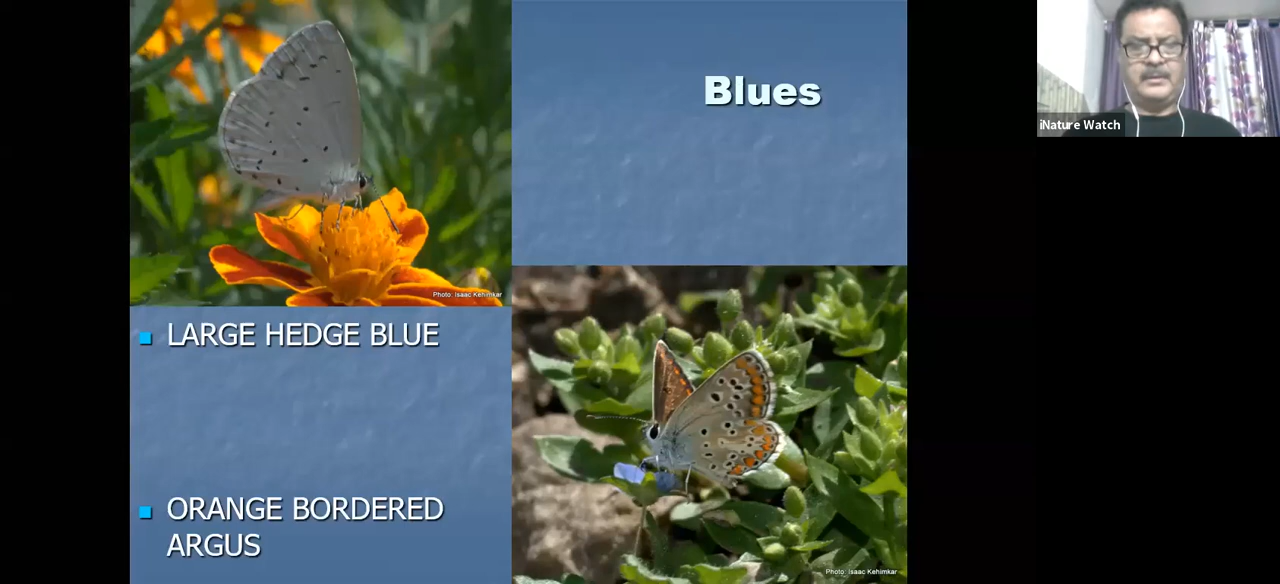 Blues
iNature Watch
Photo: Isaac Kehimkar
LARGE HEDGE BLUE
ORANGE BORDERED
ARGUS
Photo: Isaac Kehimkar